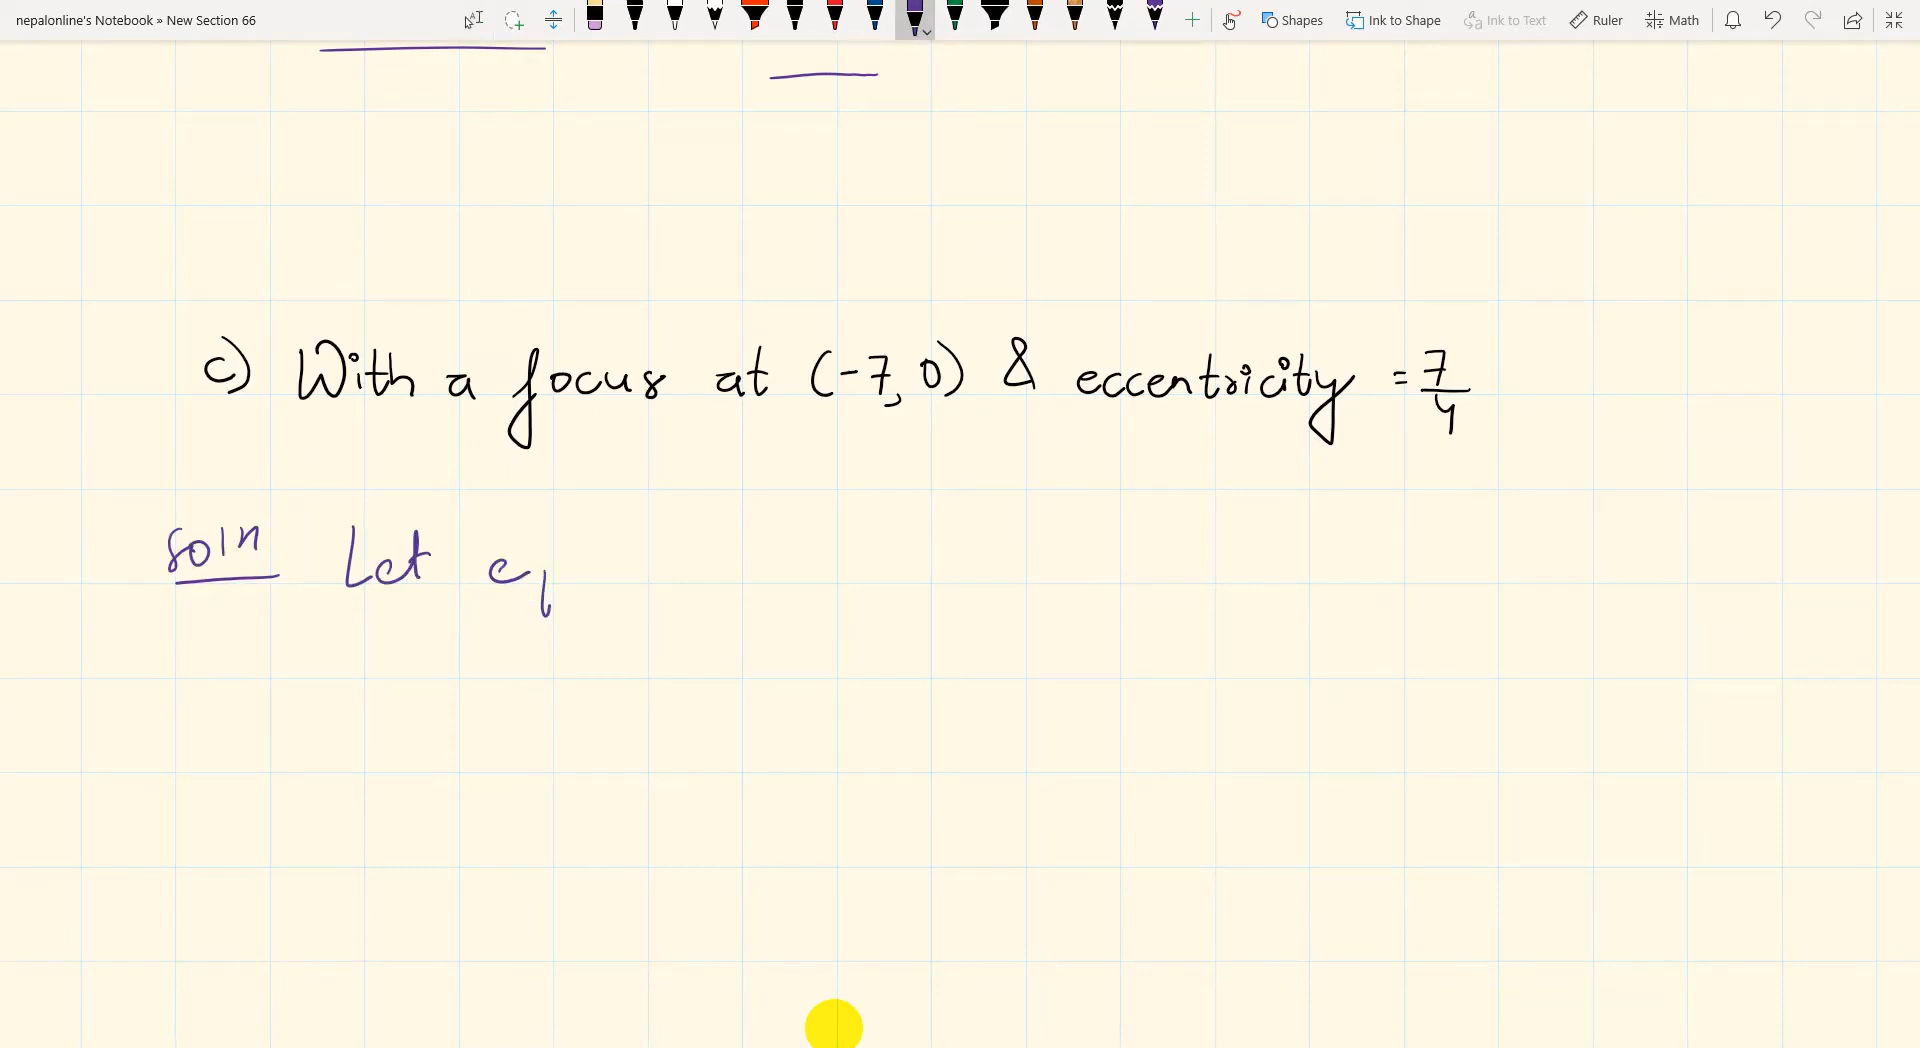 nepalonline's Notebook » New Section 66
Shapes
Ink to Shape
Ink to Text
Ruler
Math
c) With a focus at (-7, 0) & eccentricity = 7/4
Soln Let eq